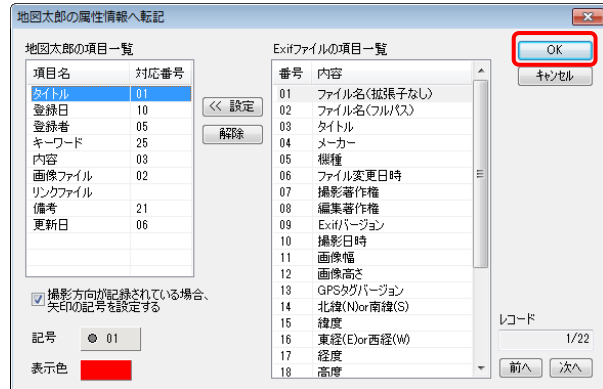 地図太郎の属性情報へ転記
地図太郎の項目一覧
項目名 対応番号
タイトル 01
登録日 10
登録者 05
キーワード 25
内容 03
画像ファイル 02
リンクファイル
備考 21
更新日 06
<< 設定
解除
Exifファイルの項目一覧
番号 内容
01 ファイル名(拡張子なし)
02 ファイル名(フルパス)
03 タイトル
04 メーカー
05 機種
06 ファイル変更日時
07 撮影著作権
08 編集著作権
09 Exifバージョン
10 撮影日時
11 画像幅
12 画像高さ
13 GPSタグバージョン
14 北緯(N)or南緯(S)
15 緯度
16 東経(E)or西経(W)
17 経度
18 高度
OK
キャンセル
撮影方向が記録されている場合、
矢印の記号を設定する
記号 01
表示色
レコード
1/22
前へ 次へ